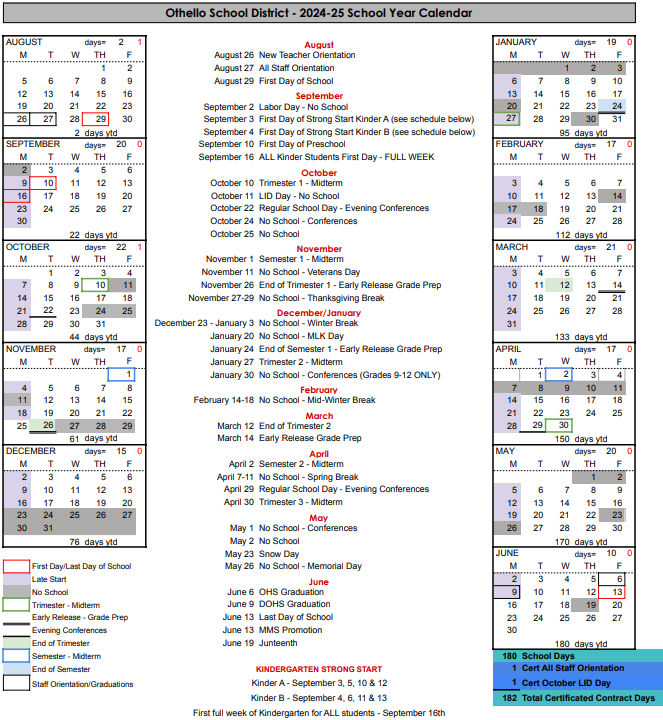 Othello School District - 2024-25 School Year Calendar
AUGUST days= 2 1
M T W TH F
1 2
5 6 7 8 9
12 13 14 15 16
19 20 21 22 23
26 27 28 29 30
2 days ytd
SEPTEMBER days= 20 0
M T W TH F
2 3 4 5 6
9 10 11 12 13
16 17 18 19 20
23 24 25 26 27
30
22 days ytd
OCTOBER days= 22 1
M T W TH F
1 2 3 4
7 8 9 10 11
14 15 16 17 18
21 22 23 24 25
28 29 30 31
44 days ytd
NOVEMBER days= 17 0
M T W TH F
1
4 5 6 7 8
11 12 13 14 15
18 19 20 21 22
25 26 27 28 29
61 days ytd
DECEMBER days= 15 0
M T W TH F
2 3 4 5 6
9 10 11 12 13
16 17 18 19 20
23 24 25 26 27
30 31
76 days ytd
First Day/Last Day of School
Late Start
No School
Trimester - Midterm
Early Release - Grade Prep
Evening Conferences
End of Trimester
Semester - Midterm
End of Semester
Staff Orientation/Graduations
August
August 26 New Teacher Orientation
August 27 All Staff Orientation
August 29 First Day of School
September
September 2 Labor Day - No School
September 3 First Day of Strong Start Kinder A (see schedule below)
September 4 First Day of Strong Start Kinder B (see schedule below)
September 10 First Day of Preschool
September 16 ALL Kinder Students First Day - FULL WEEK
October
October 10 Trimester 1 - Midterm
October 11 LID Day - No School
October 22 Regular School Day - Evening Conferences
October 24 No School - Conferences
October 25 No School
November
November 1 Semester 1 - Midterm
November 11 No School - Veterans Day
November 26 End of Trimester 1 - Early Release Grade Prep
November 27-29 No School - Thanksgiving Break
December/January
December 23 - January 3 No School - Winter Break
January 20 No School - MLK Day
January 24 End of Semester 1 - Early Release Grade Prep
January 27 Trimester 2 - Midterm
January 30 No School - Conferences (Grades 9-12 ONLY)
February
February 14-18 No School - Mid-Winter Break
March
March 12 End of Trimester 2
March 14 Early Release Grade Prep
April
April 2 Semester 2 - Midterm
April 7-11 No School - Spring Break
April 29 Regular School Day - Evening Conferences
April 30 Trimester 3 - Midterm
May
May 1 No School - Conferences
May 2 No School
May 23 Snow Day
May 26 No School - Memorial Day
June
June 6 OHS Graduation
June 9 DOHS Graduation
June 13 Last Day of School
June 13 MMS Promotion
June 19 Junteenth
KINDERGARTEN STRONG START
Kinder A - September 3, 5, 10 & 12
Kinder B - September 4, 6, 11 & 13
First full week of Kindergarten for ALL students - September 16th
JANUARY days= 19 0
M T W TH F
1 2 3
6 7 8 9 10
13 14 15 16 17
20 21 22 23 24
27 28 29 30 31
95 days ytd
FEBRUARY days= 17 0
M T W TH F
3 4 5 6 7
10 11 12 13 14
17 18 19 20 21
24 25 26 27 28
112 days ytd
MARCH days= 21 0
M T W TH F
3 4 5 6 7
10 11 12 13 14
17 18 19 20 21
24 25 26 27 28
31
133 days ytd
APRIL days= 17 0
M T W TH F
1 2 3 4
7 8 9 10 11
14 15 16 17 18
21 22 23 24 25
28 29 30
150 days ytd
MAY days= 20 0
M T W TH F
1 2
5 6 7 8 9
12 13 14 15 16
19 20 21 22 23
26 27 28 29 30
170 days ytd
JUNE days= 10 0
M T W TH F
2 3 4 5 6
9 10 11 12 13
16 17 18 19 20
23 24 25 26 27
30
180 days ytd
180 School Days
1 Cert All Staff Orientation
1 Cert October LID Day
182 Total Certificated Contract Days